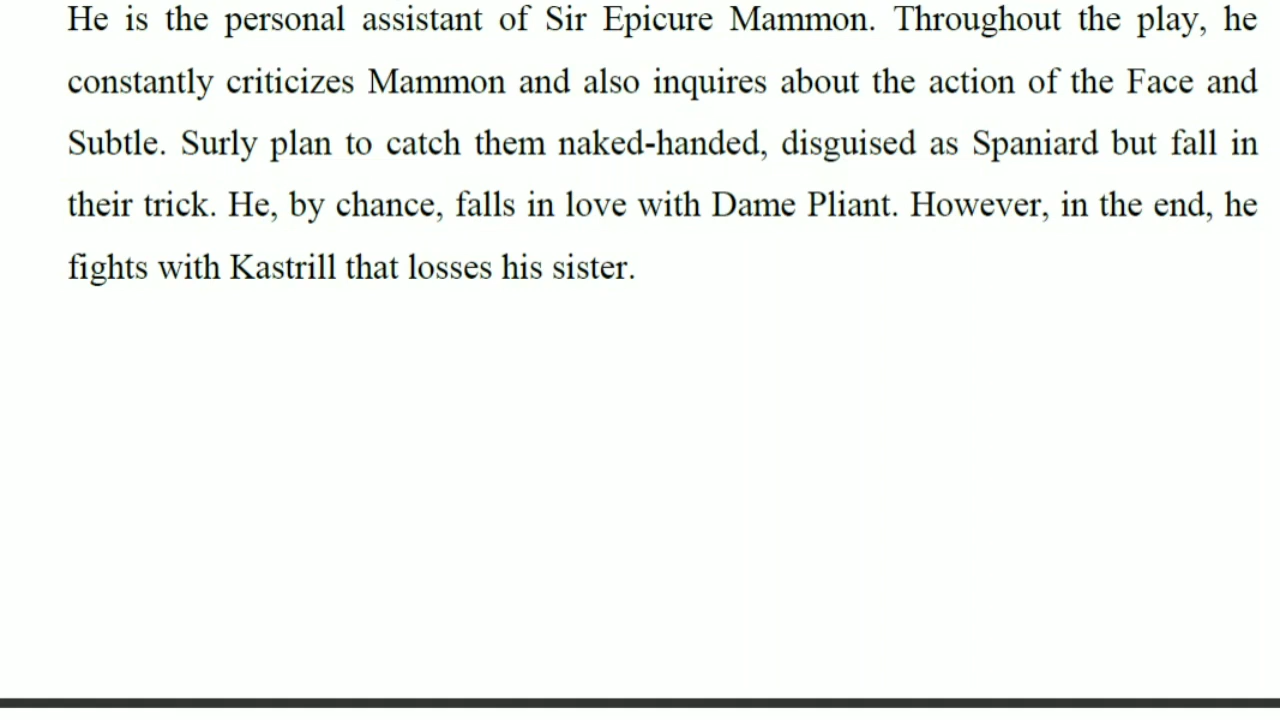 He is the personal assistant of Sir Epicure Mammon. Throughout the play, he
constantly criticizes Mammon and also inquires about the action of the Face and
Subtle. Surly plan to catch them naked-handed, disguised as Spaniard but fall in
their trick. He, by chance, falls in love with Dame Pliant. However, in the end, he
fights with Kastrill that losses his sister.